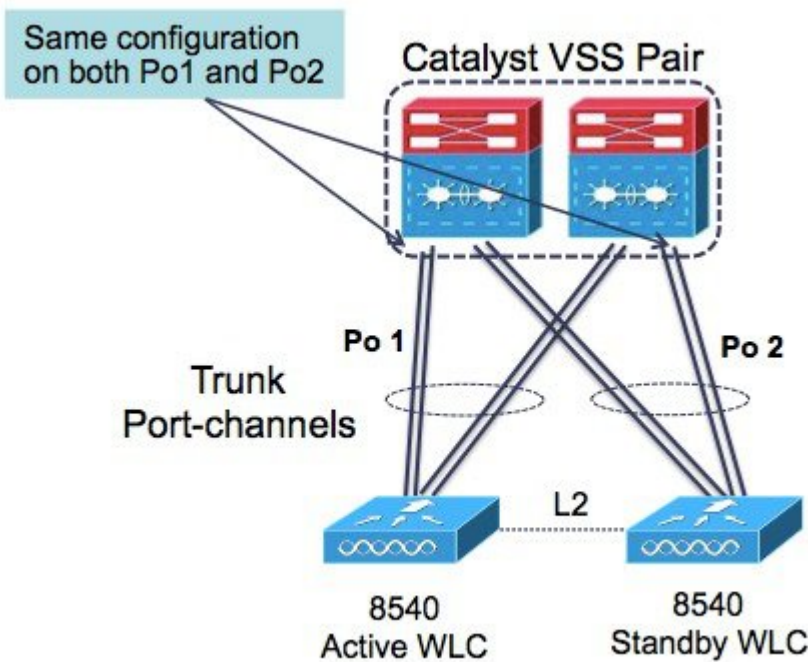 Same configuration
on both Po1 and Po2
Catalyst VSS Pair
Po 1
Po 2
Trunk
Port-channels
L2
8540
Active WLC
8540
Standby WLC